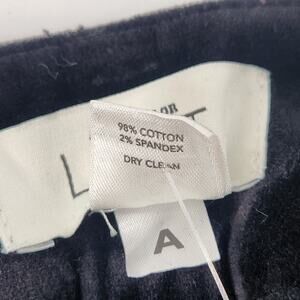 98% COTTON
2% SPANDEX
DRY CLEAN
A